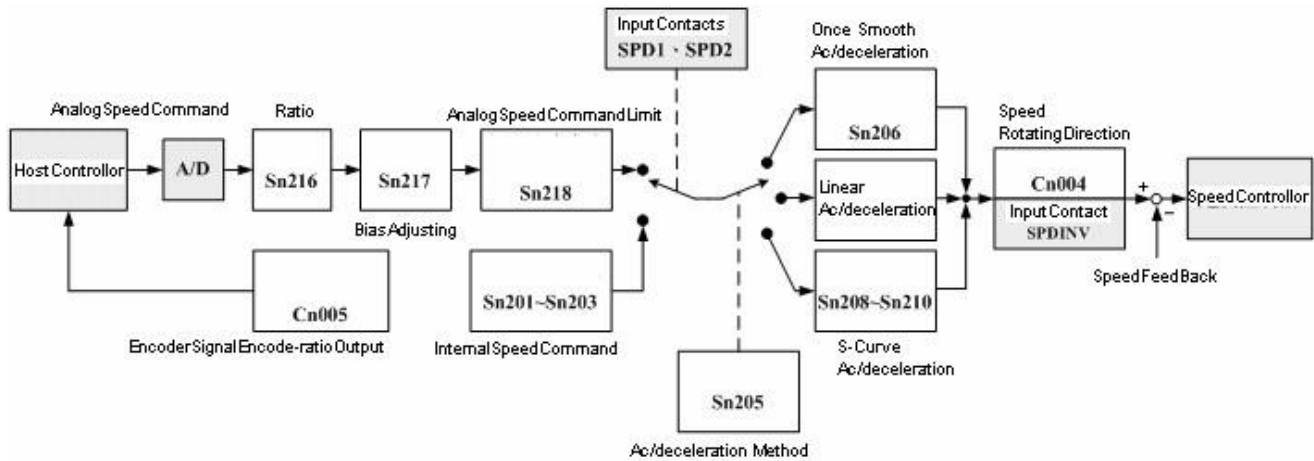 Input Contacts
SPD1、SPD2
Once Smooth
Ac/deceleration
Analog Speed Command
Ratio
Analog Speed Command Limit
Speed
Rotating Direction
Host Controllor
A/D
Sn216
Sn217
Sn218
Sn206
Linear
Ac/deceleration
Cn004
Input Contact
SPDINV
+
−
Speed Controllor
Bias Adjusting
Speed Feed Back
Cn005
Sn201~Sn203
Sn208~Sn210
Encoder Signal Encode-ratio Output
Internal Speed Command
S-Curve
Ac/deceleration
Sn205
Ac/deceleration Method